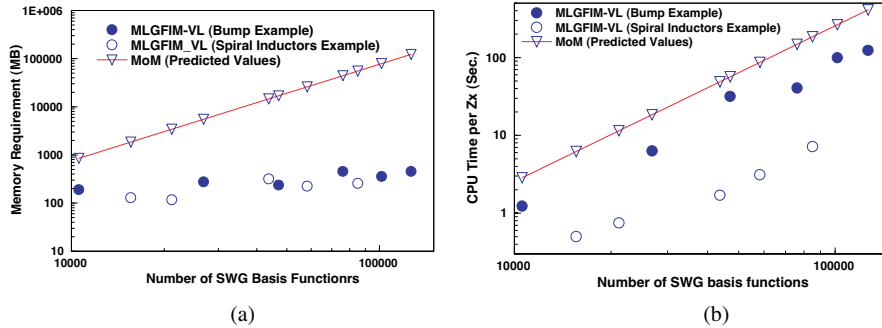 1E+006
100000
10000
1000
100
10
10000
100000
Memory Requirement (MB)
Number of SWG Basis Functionrs
MLGFIM-VL (Bump Example)
MLGFIM_VL (Spiral Inductors Example)
MoM (Predicted Values)
(a)
100
10
1
10000
100000
CPU Time per Zx (Sec.)
Number of SWG basis functions
MLGFIM-VL (Bump Example)
MLGFIM-VL (Spiral Inductors Example)
MoM (Predicted Values)
(b)